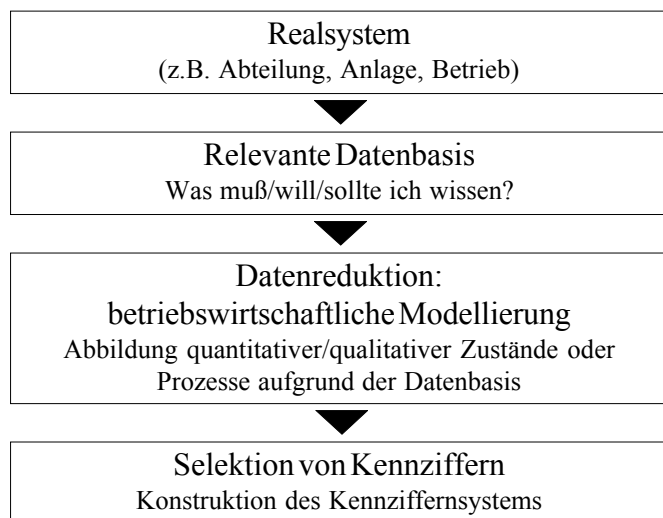 Realsystem
(z.B. Abteilung, Anlage, Betrieb)
Relevante Datenbasis
Was muß/will/sollte ich wissen?
Datenreduktion:
betriebswirtschaftliche Modellierung
Abbildung quantitativer/qualitativer Zustände oder
Prozesse aufgrund der Datenbasis
Selektion von Kennziffern
Konstruktion des Kennziffernsystems